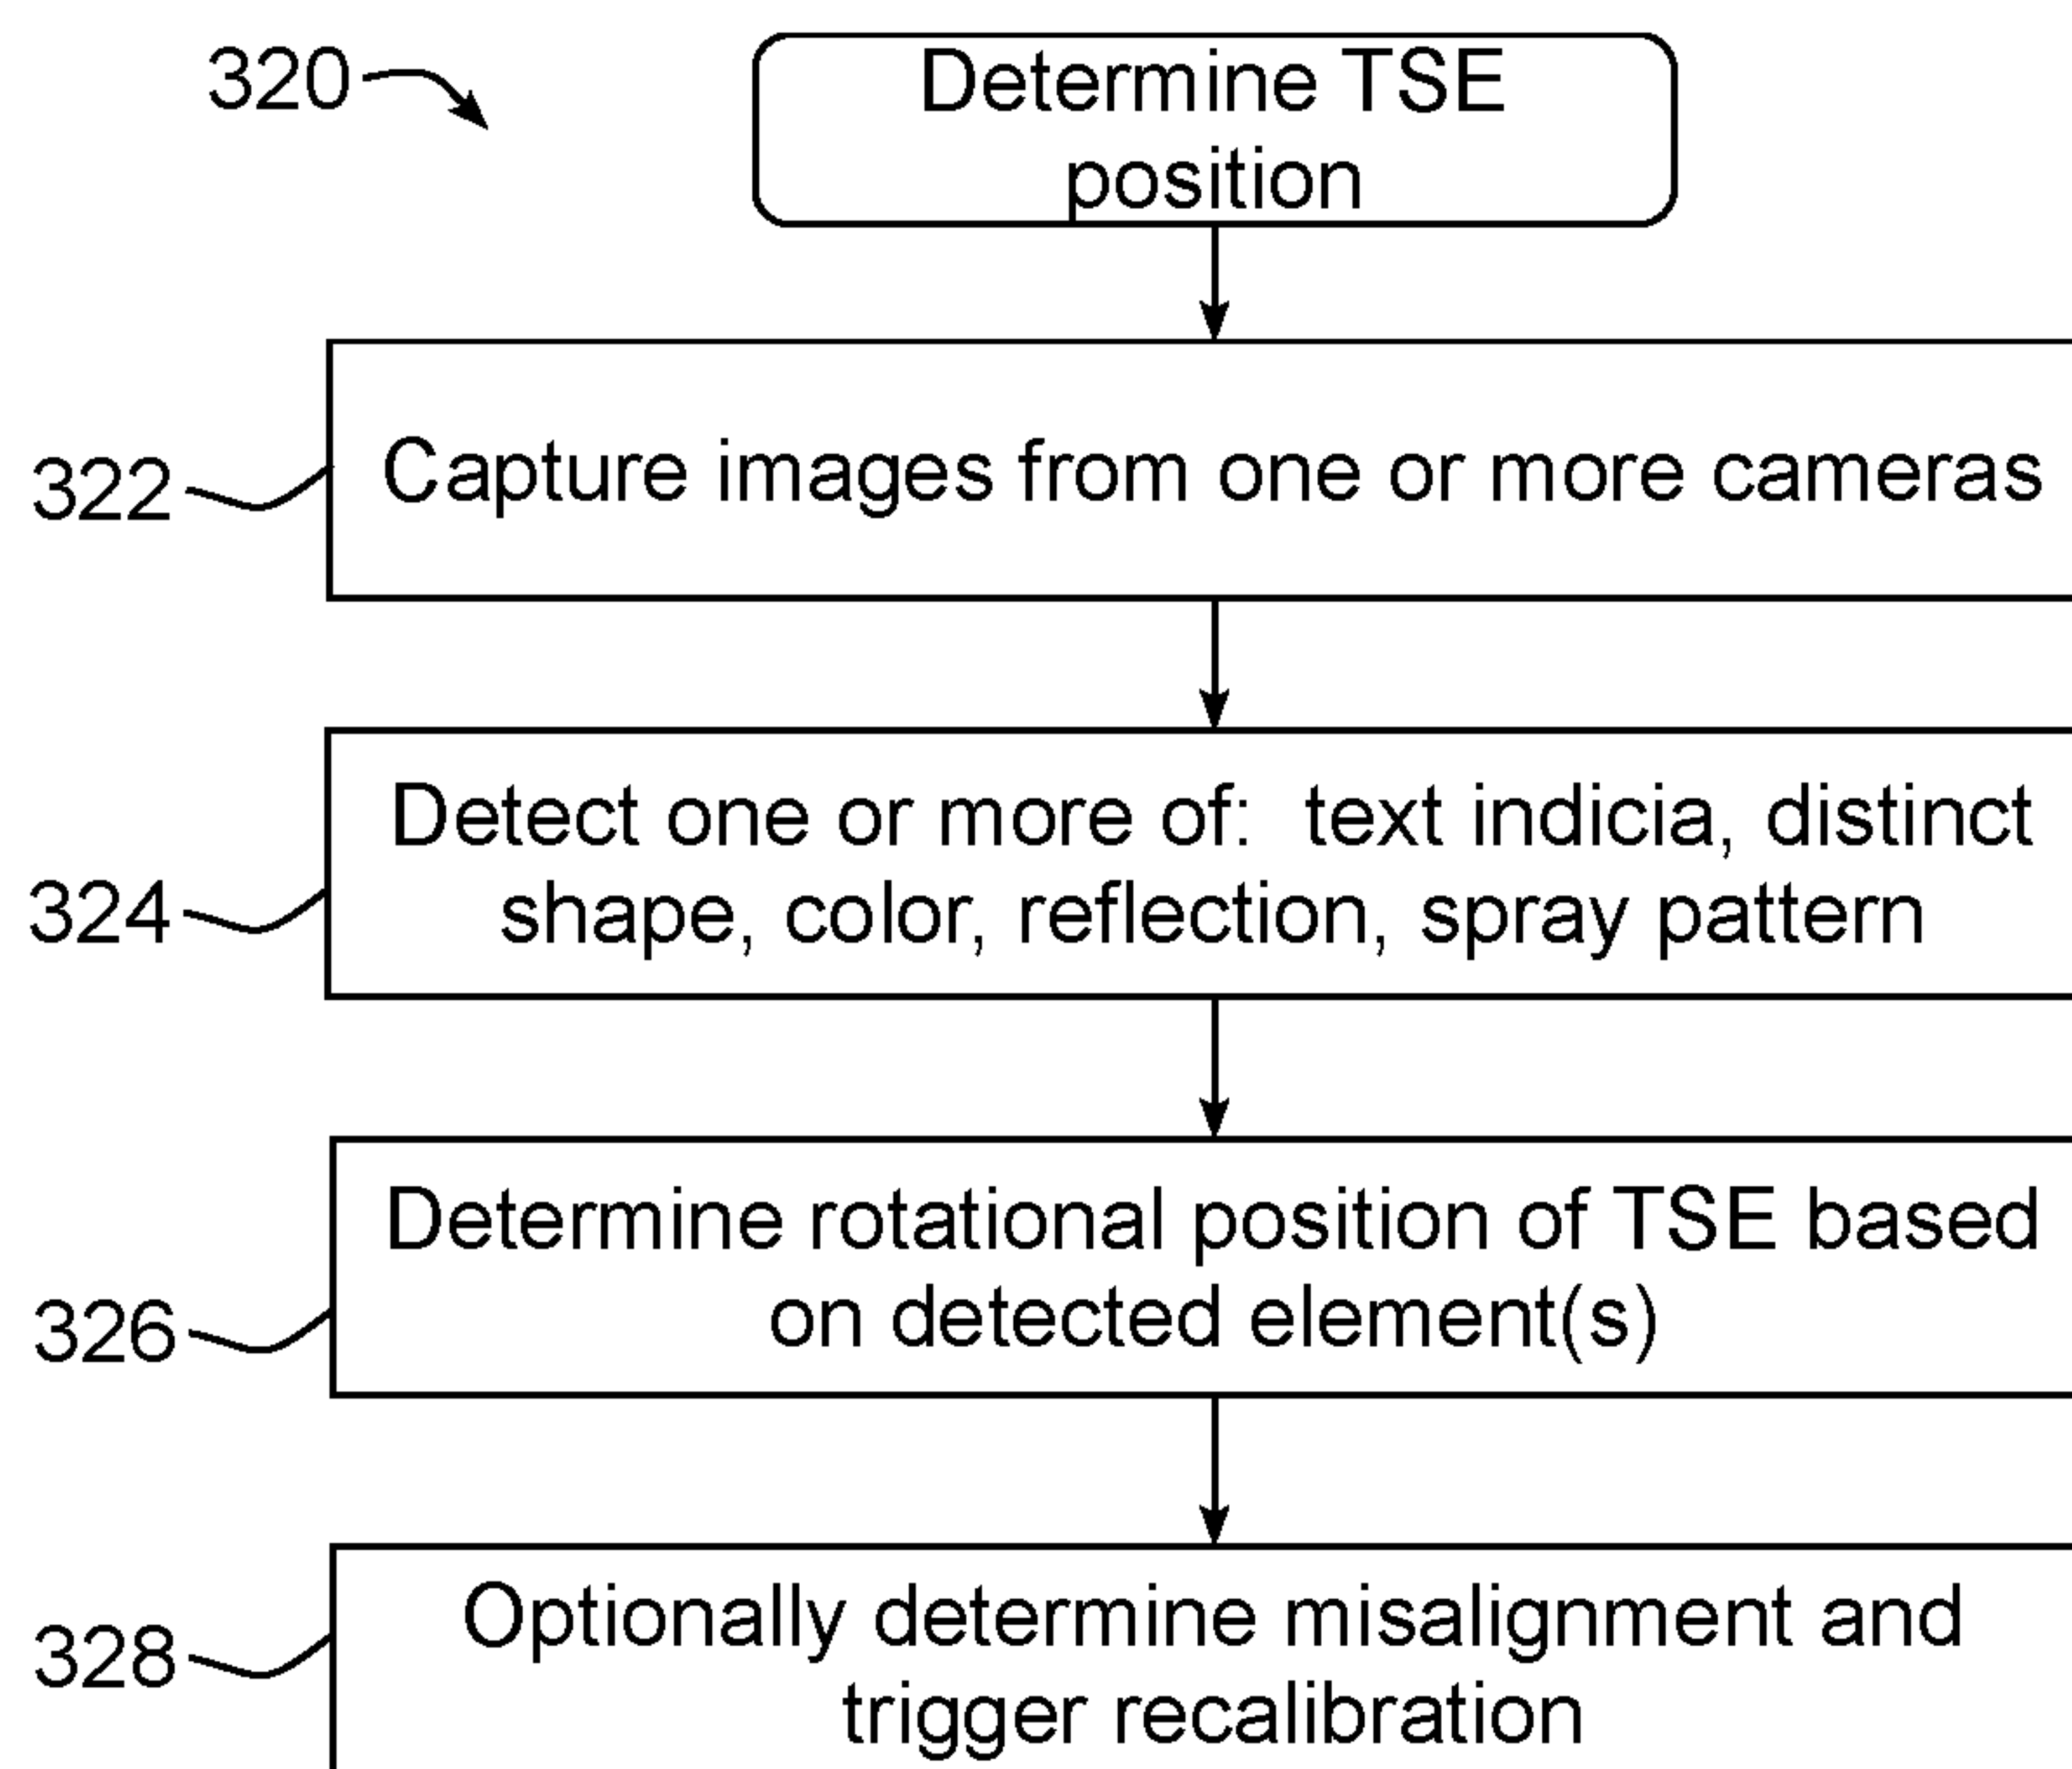 320
Determine TSE
position
322
Capture images from one or more cameras
324
Detect one or more of: text indicia, distinct
shape, color, reflection, spray pattern
326
Determine rotational position of TSE based
on detected element(s)
328
Optionally determine misalignment and
trigger recalibration